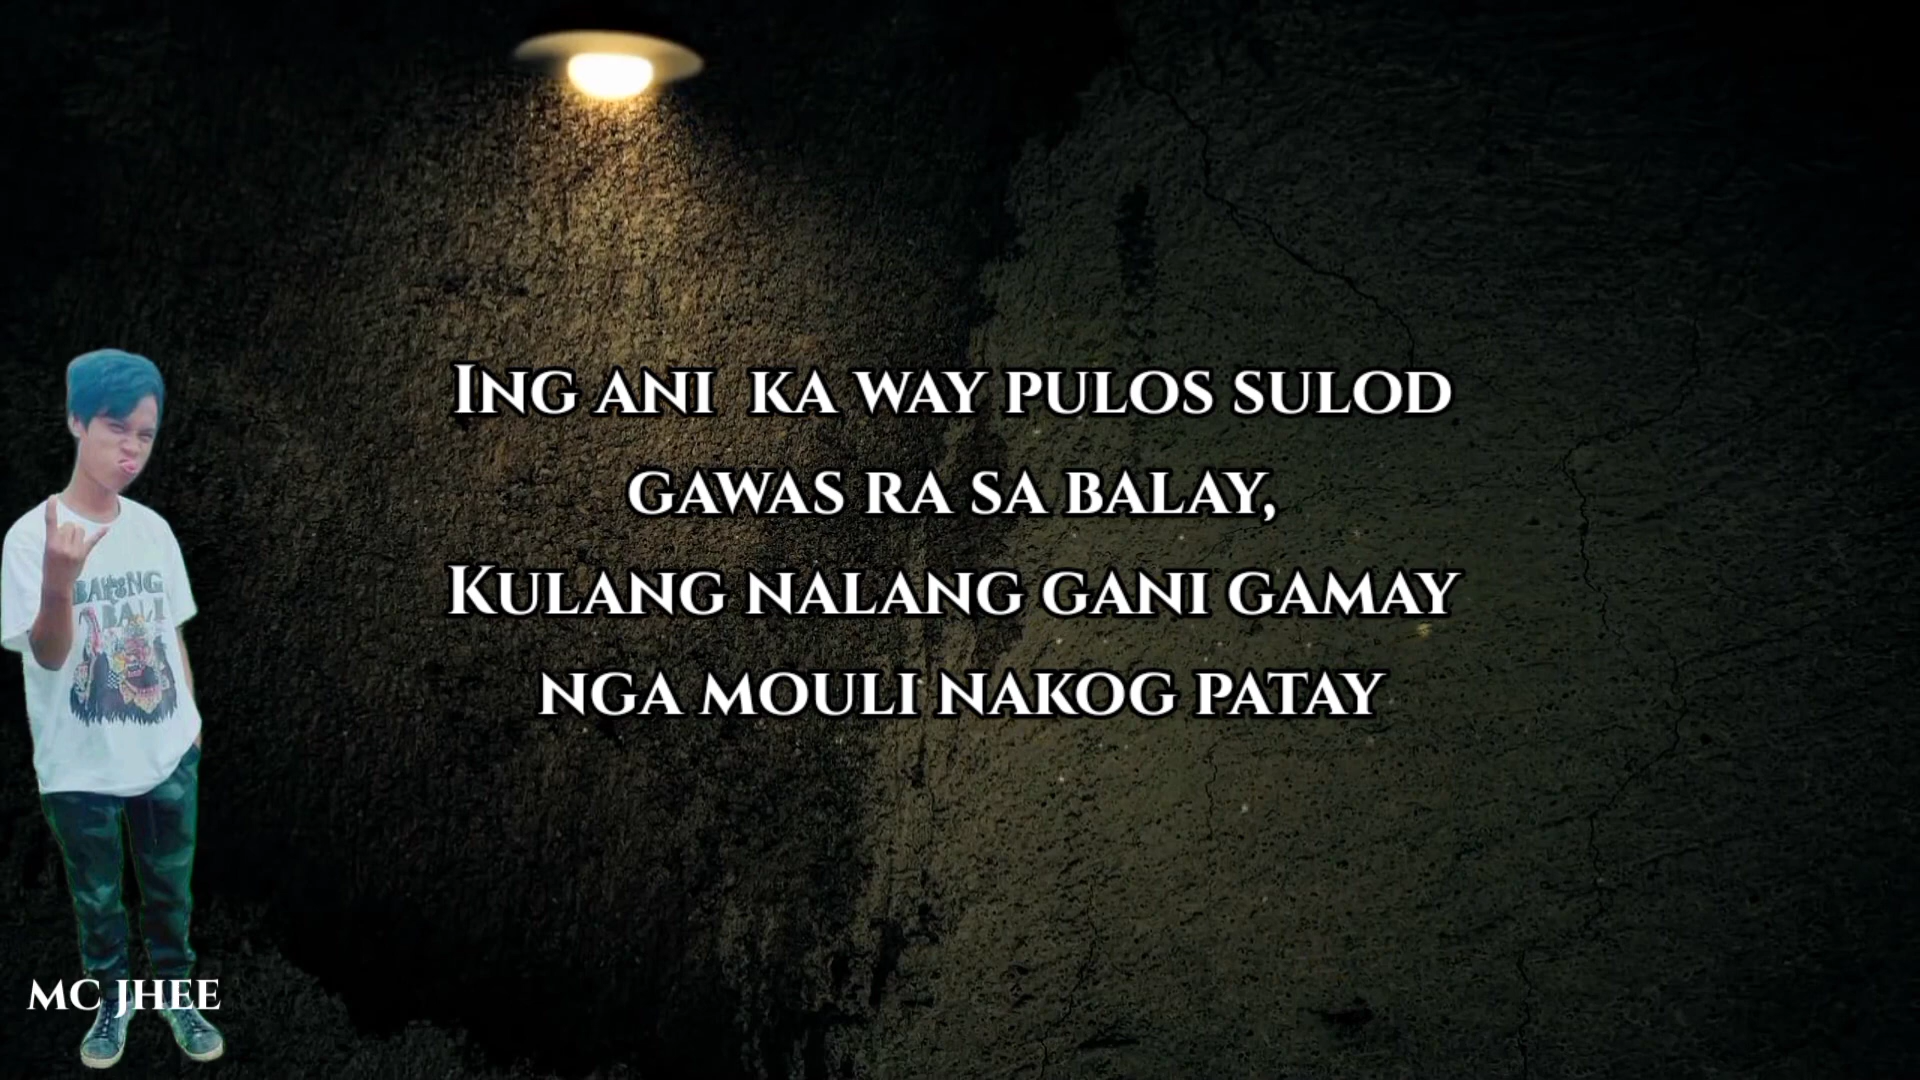 Ing ani ka way pulos sulod
gawas ra sa balay,
Kulang nalang gani gamay
nga mouli nakog patay
MC JHEE